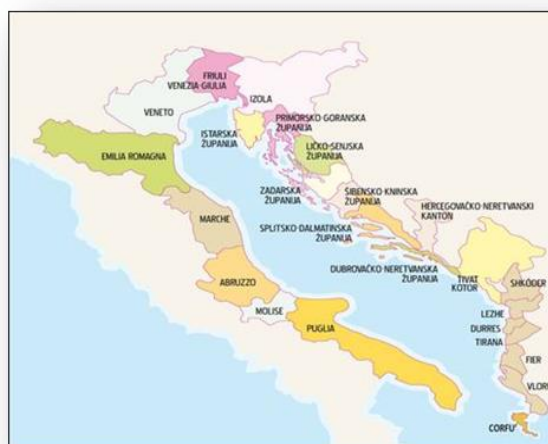 FRIULI
VENEZIA-GIULIA
VENETO
IZOLA
ISTARSKA
ŽUPANIJA
PRIMORSKO-GORANSKA
ŽUPANIJA
LIČKO-SENJSKA
ŽUPANIJA
EMILIA ROMAGNA
ZADARSKA
ŽUPANIJA
ŠIBENSKO KNINSKA
ŽUPANIJA
HERCEGOVAČKO NERETVANSKI
KANTON
MARCHE
SPLITSKO-DALMATINSKA
ŽUPANIJA
DUBROVAČKO NERETVANSKA
ŽUPANIJA
TIVAT
KOTOR
SHKODER
ABRUZZO
MOLISE
LEZHE
DURRES
TIRANA
PUGLIA
FIER
VLORE
CORFU'